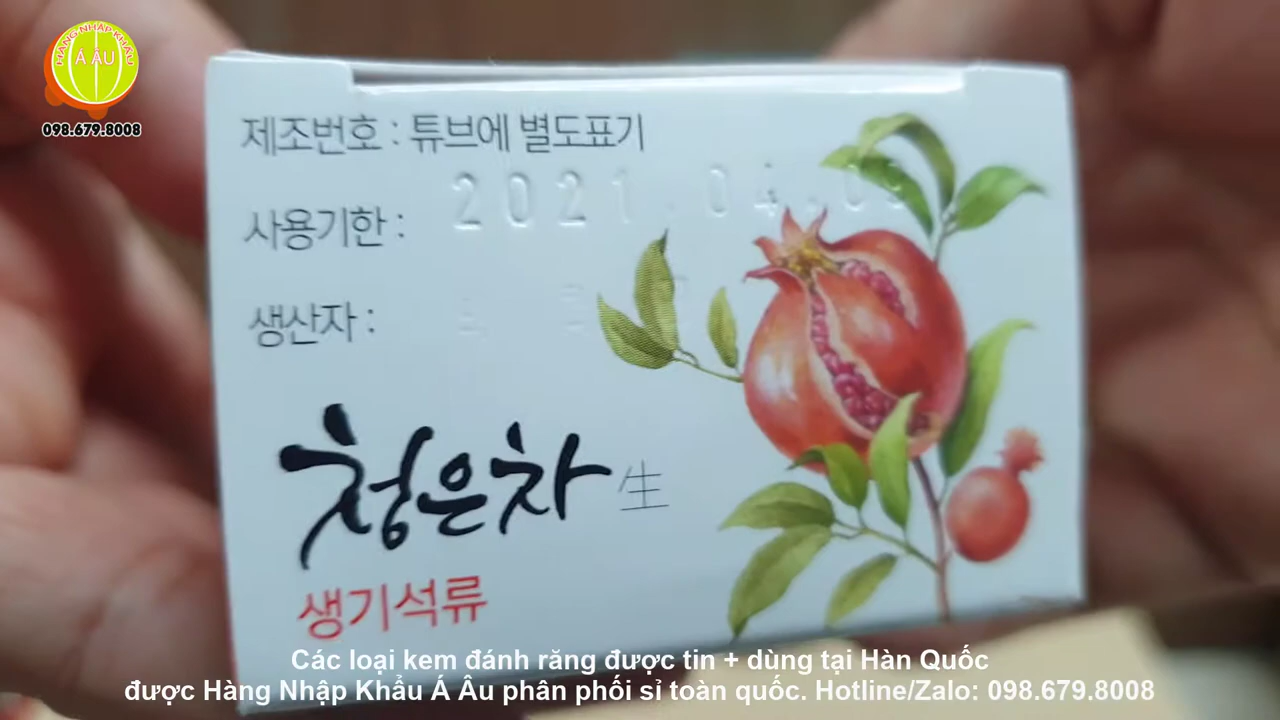 HÀNG NHẬP KHẨU
Á ÂU
098.679.8008
제조번호 : 튜브에 별도표기
사용기한 : 2021.04.0
생산자 :
청은차 生
생기석류
Các loại kem đánh răng được tin + dùng tại Hàn Quốc
được Hàng Nhập Khẩu Á Âu phân phối sỉ toàn quốc. Hotline/Zalo: 098.679.8008